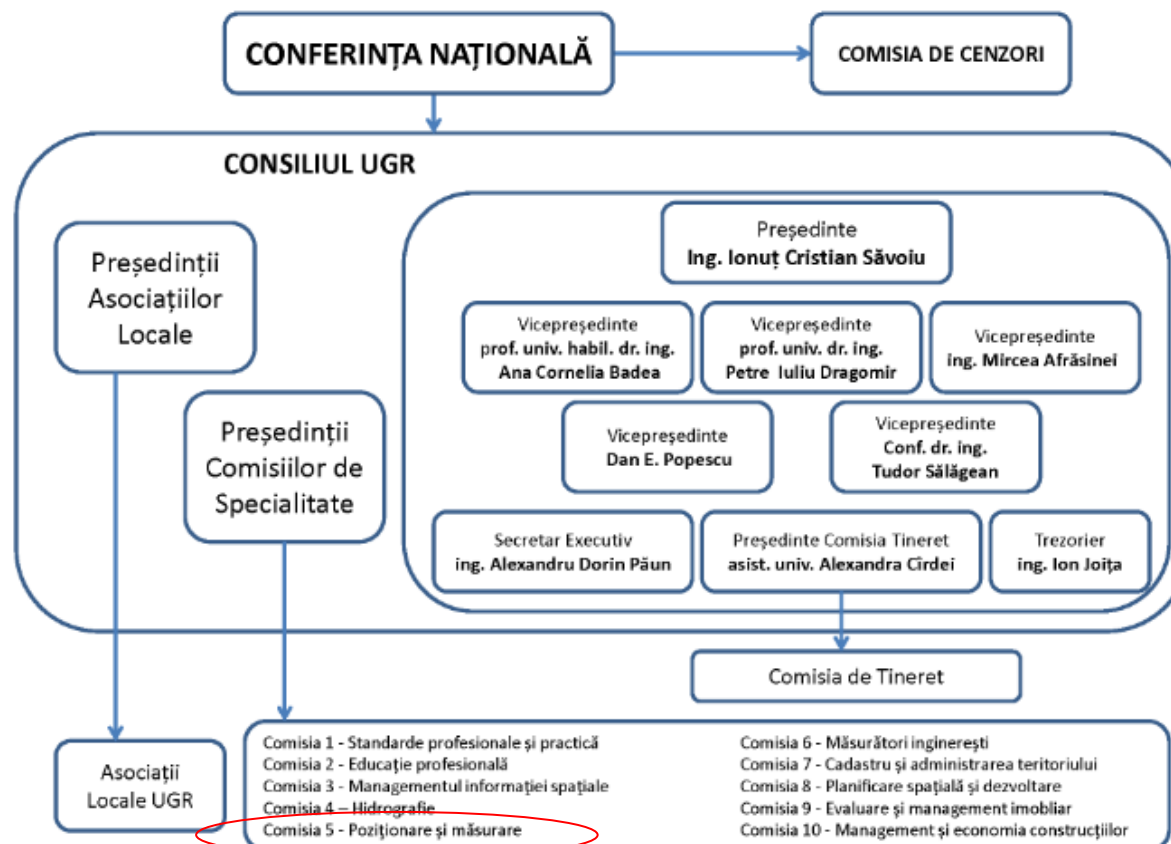 CONFERINȚA NAȚIONALĂ
COMISIA DE CENZORI
CONSILIUL UGR
Președinții
Asociațiilor
Locale
Președinții
Comisiilor de
Specialitate
Președinte
Ing. Ionuț Cristian Săvoiu
Vicepreședinte
prof. univ. habil. dr. ing.
Ana Cornelia Badea
Vicepreședinte
prof. univ. dr. ing.
Petre Iuliu Dragomir
Vicepreședinte
ing. Mircea Afrăsinei
Vicepreședinte
Dan E. Popescu
Vicepreședinte
Conf. dr. ing.
Tudor Sălăgean
Secretar Executiv
ing. Alexandru Dorin Păun
Președinte Comisia Tineret
asist. univ. Alexandra Cîrdei
Trezorier
ing. Ion Joița
Comisia de Tineret
Asociații
Locale UGR
Comisia 1 - Standarde profesionale și practică
Comisia 2 - Educație profesională
Comisia 3 - Managementul informației spațiale
Comisia 4 – Hidrografie
Comisia 5 - Poziționare și măsurare
Comisia 6 - Măsurători inginerești
Comisia 7 - Cadastru și administrarea teritoriului
Comisia 8 - Planificare spațială și dezvoltare
Comisia 9 - Evaluare și management imobliar
Comisia 10 - Management și economia construcțiilor